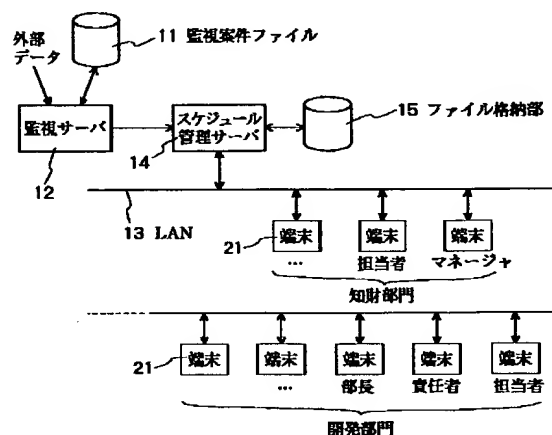 外部
データ
11 監視案件ファイル
監視サーバ
12
スケジュール
管理サーバ
14
15 ファイル格納部
13 LAN
21
端末
端末
端末
…
担当者
マネージャ
知財部門
21
端末
端末
端末
端末
端末
…
部長
責任者
担当者
開発部門